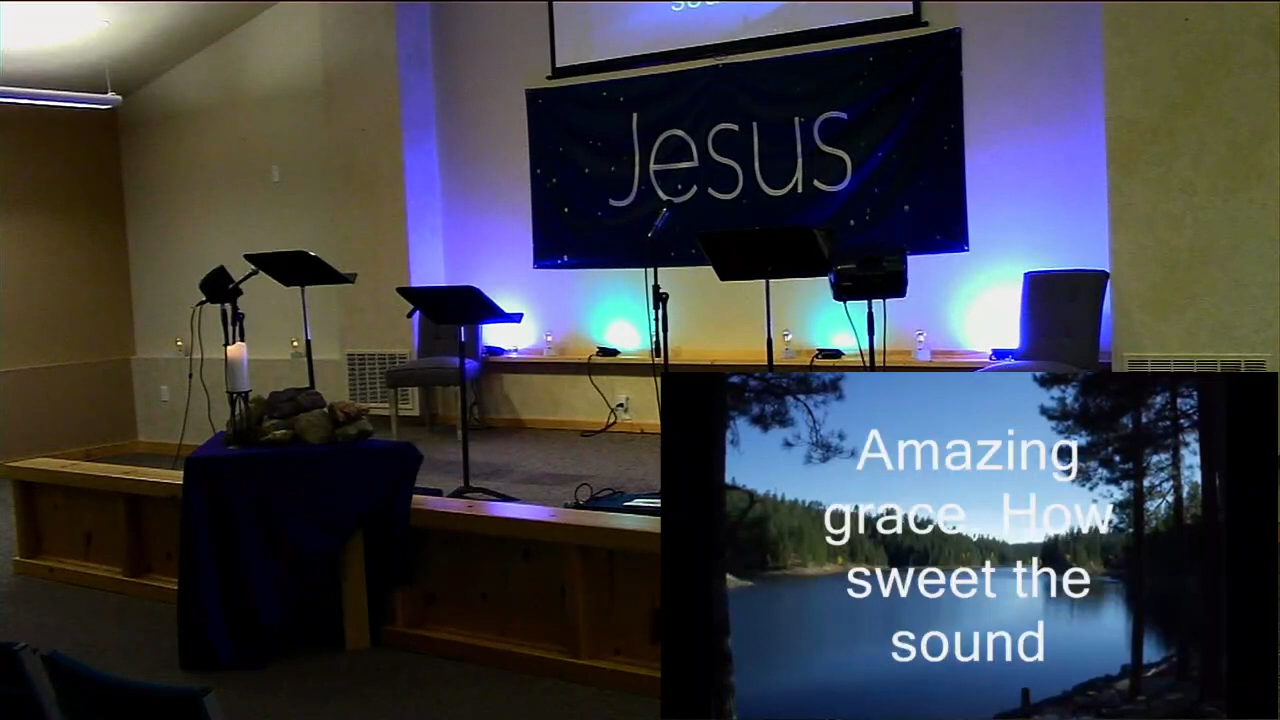 Jesus
Amazing
grace, How
sweet the
sound